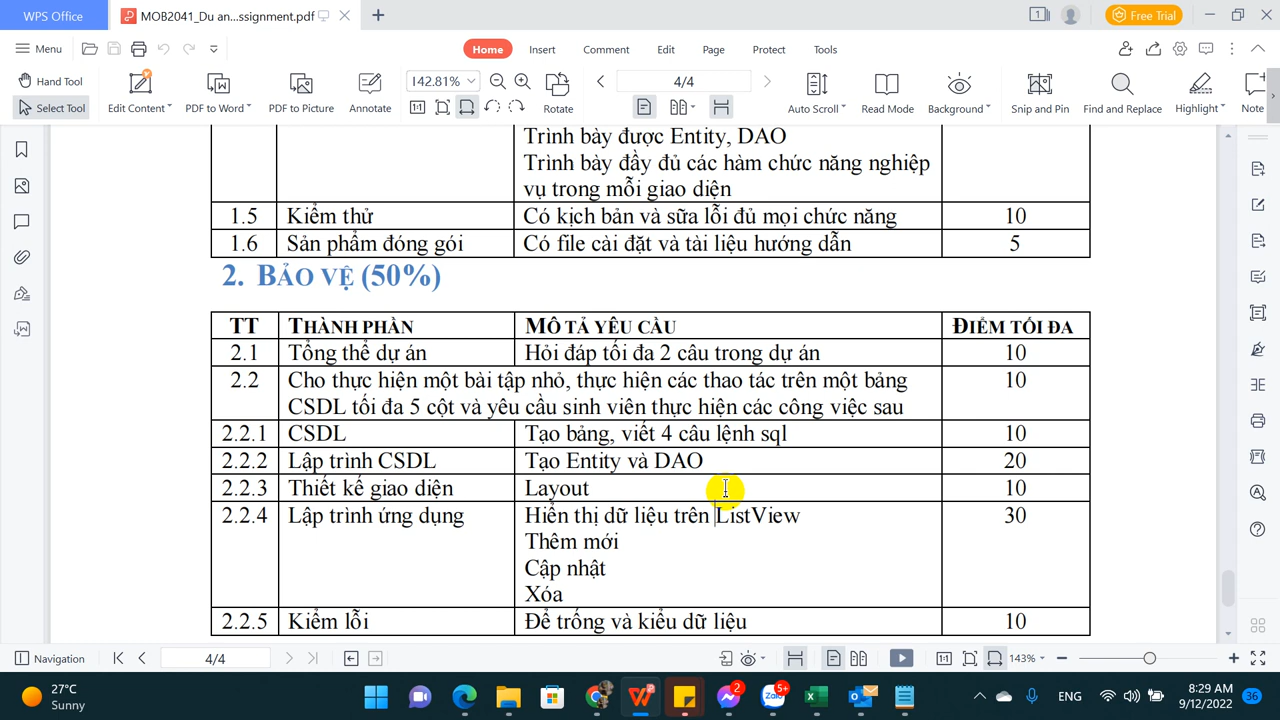 WPS Office
MOB2041_Du an...ssignment.pdf
Free Trial
Menu
Home
Insert
Comment
Edit
Page
Protect
Tools
Hand Tool
Select Tool
Edit Content
PDF to Word
PDF to Picture
Annotate
142.81%
Rotate
4/4
Auto Scroll
Read Mode
Background
Snip and Pin
Find and Replace
Highlight
Note
Trình bày được Entity, DAO
Trình bày đầy đủ các hàm chức năng nghiệp
vụ trong mỗi giao diện
1.5 Kiểm thử Có kịch bản và sữa lỗi đủ mọi chức năng 10
1.6 Sản phẩm đóng gói Có file cài đặt và tài liệu hướng dẫn 5
2. BẢO VỆ (50%)
TT THÀNH PHẦN MÔ TẢ YÊU CẦU ĐIỂM TỐI ĐA
2.1 Tổng thể dự án Hỏi đáp tối đa 2 câu trong dự án 10
2.2 Cho thực hiện một bài tập nhỏ, thực hiện các thao tác trên một bảng 10
CSDL tối đa 5 cột và yêu cầu sinh viên thực hiện các công việc sau
2.2.1 CSDL Tạo bảng, viết 4 câu lệnh sql 10
2.2.2 Lập trình CSDL Tạo Entity và DAO 20
2.2.3 Thiết kế giao diện Layout 10
2.2.4 Lập trình ứng dụng Hiển thị dữ liệu trên ListView 30
Thêm mới
Cập nhật
Xóa
2.2.5 Kiểm lỗi Để trống và kiểu dữ liệu 10
Navigation
4/4
143%
27°C
Sunny
2
5+
ENG
8:29 AM
9/12/2022
36